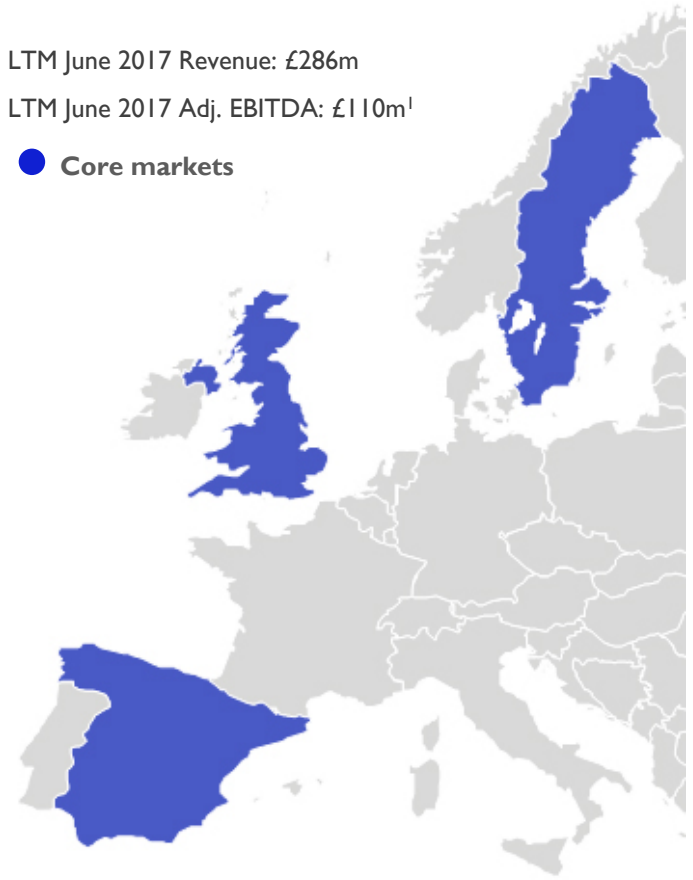 LTM June 2017 Revenue: £286m
LTM June 2017 Adj. EBITDA: £110m¹
Core markets